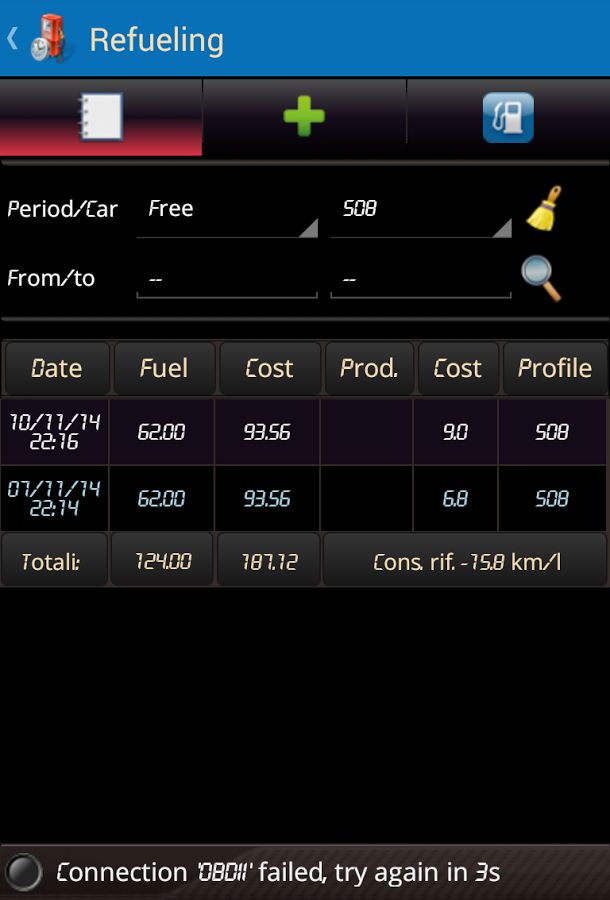 Refueling
Period/Car Free 508
From/to -- --
Date Fuel Cost Prod. Cost Profile
10/11/14 22:16 62.00 93.56 9.0 508
07/11/14 22:14 62.00 93.56 6.8 508
Totali: 124.00 187.12 Cons. rif. -15.8 km/l
Connection 'OBDII' failed, try again in 3s